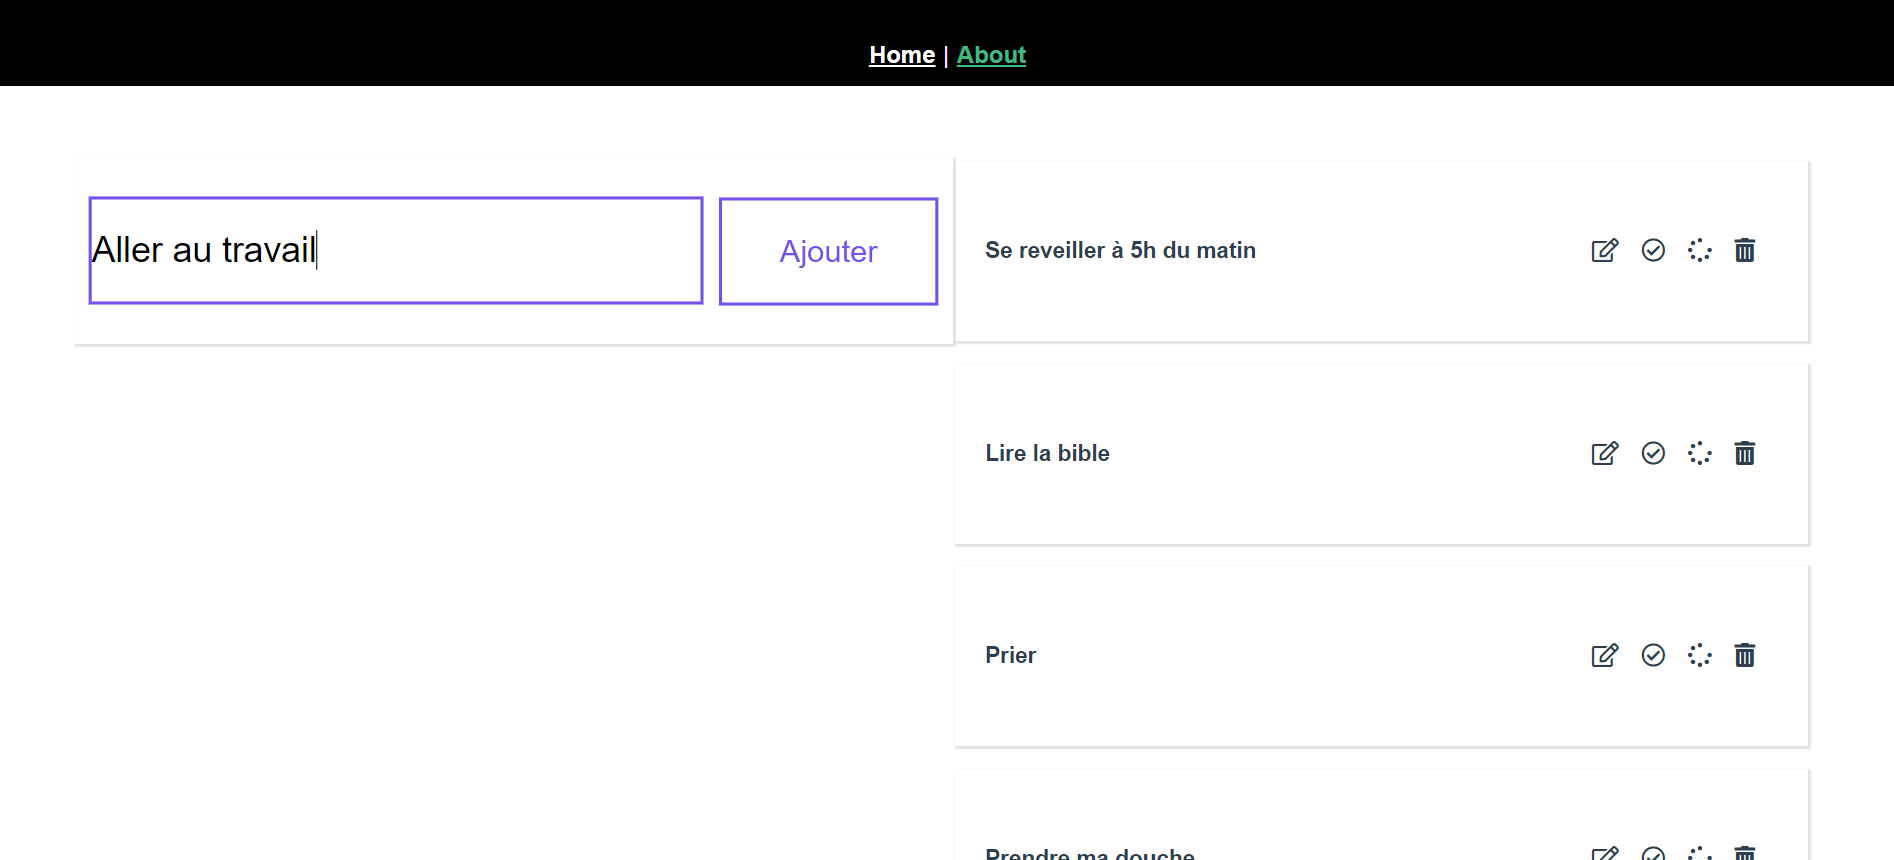 Home | About
Aller au travail
Ajouter
Se reveiller à 5h du matin
Lire la bible
Prier
Prendre ma douche